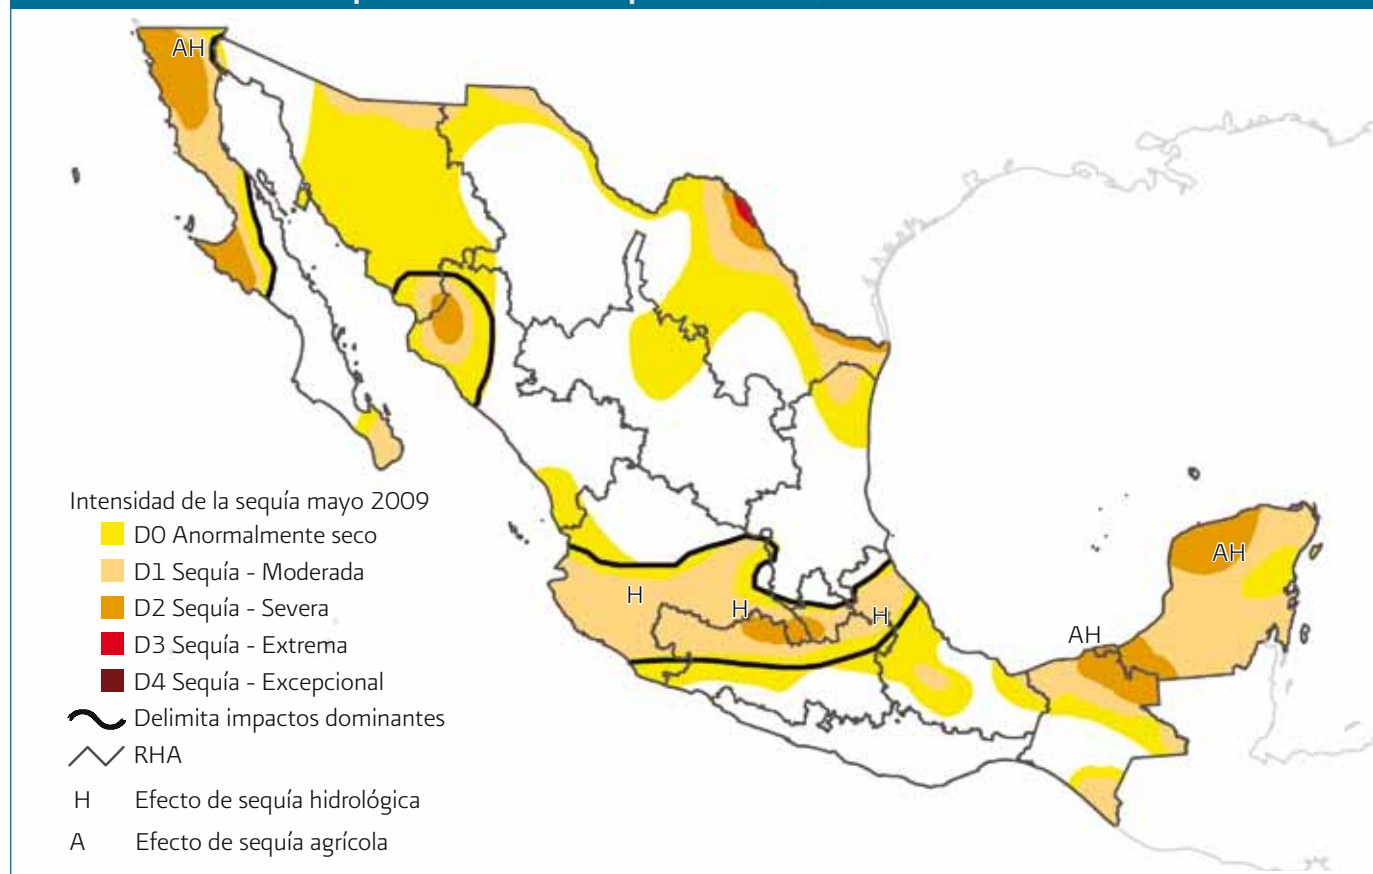 AH
AH
AH
H
H
H
Intensidad de la sequía mayo 2009
D0 Anormalmente seco
D1 Sequía - Moderada
D2 Sequía - Severa
D3 Sequía - Extrema
D4 Sequía - Excepcional
Delimita impactos dominantes
RHA
H Efecto de sequía hidrológica
A Efecto de sequía agrícola